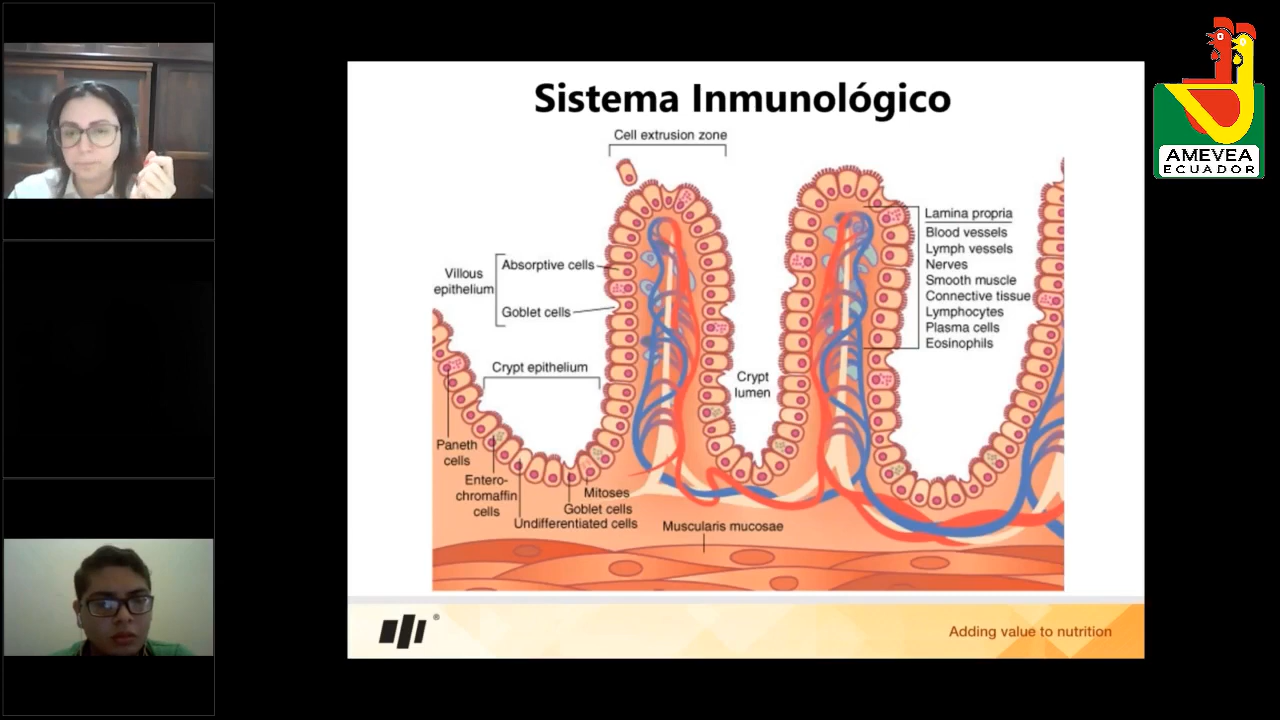 Sistema Inmunológico
Cell extrusion zone
AMEVEA
ECUADOR
Lamina propria
Blood vessels
Lymph vessels
Nerves
Smooth muscle
Connective tissue
Lymphocytes
Plasma cells
Eosinophils
Villous
epithelium
Absorptive cells
Goblet cells
Crypt epithelium
Crypt
lumen
Paneth
cells
Entero-
chromaffin
cells
Mitoses
Goblet cells
Undifferentiated cells
Muscularis mucosae
®
Adding value to nutrition